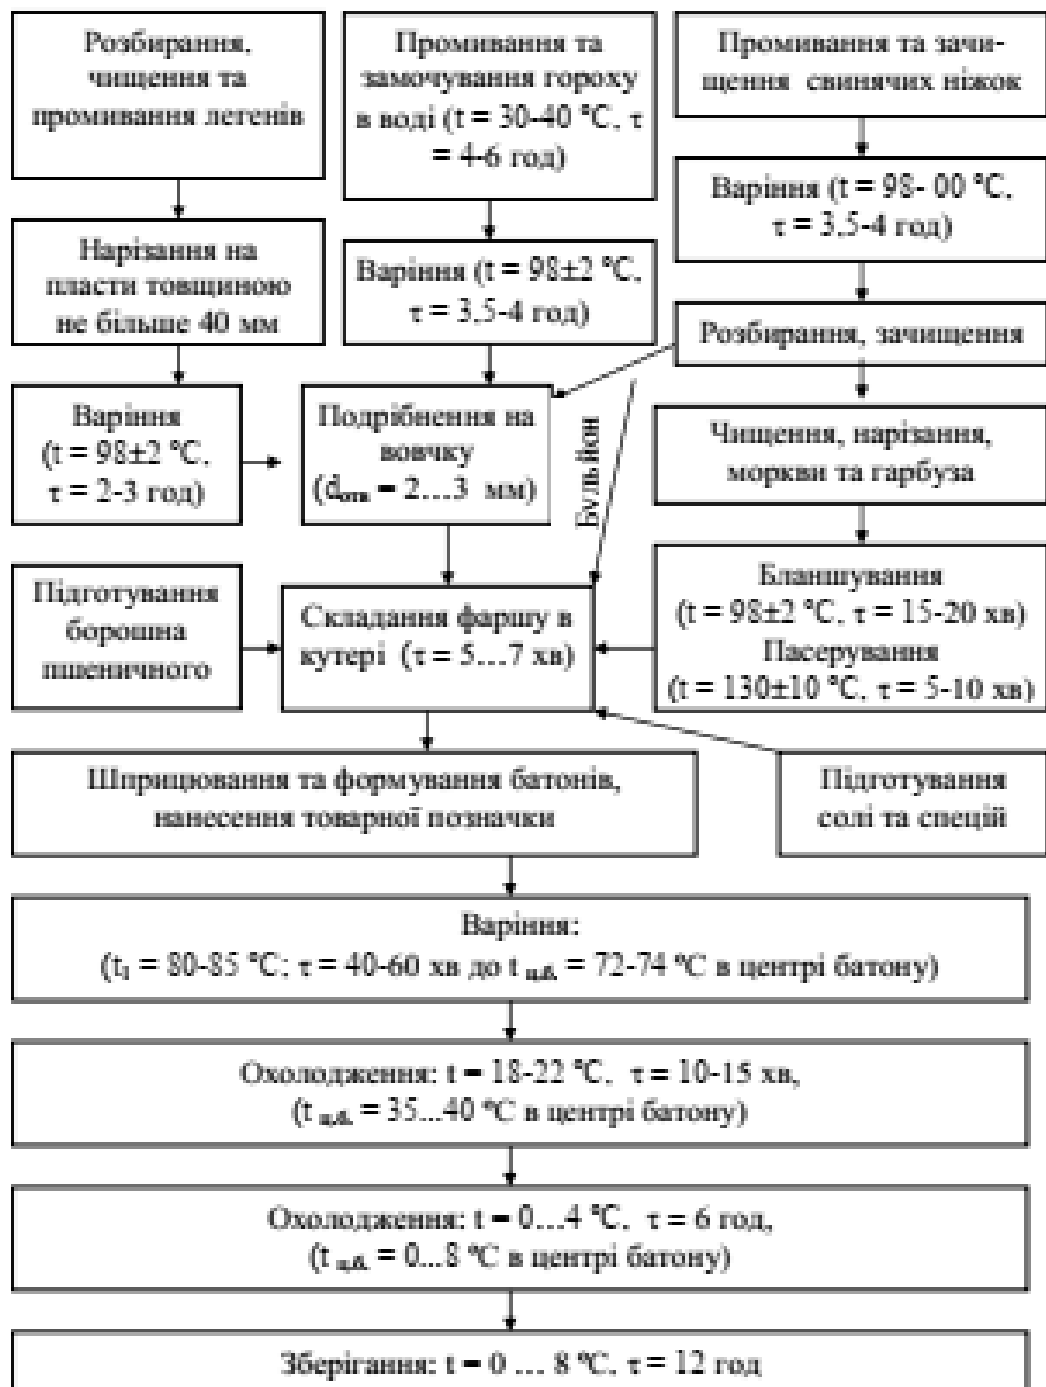 Розбирання,
чищення та
промивання легенів
Промивання та
замочування гороху
в воді (t = 30-40 °C, τ
= 4-6 год)
Промивання та зачи-
щення свинячих ніжок
Нарізання на
пласти товщиною
не більше 40 мм
Варіння (t = 98±2 °C,
τ = 3,5-4 год)
Варіння (t = 98- 00 °C,
τ = 3,5-4 год)
Розбирання, зачищення
Варіння
(t = 98±2 °C,
τ = 2-3 год)
Подрібнення на
вовчку
(dотв = 2…3 мм)
Бульйон
Чищення, нарізання,
моркви та гарбуза
Підготування
борошна
пшеничного
Складання фаршу в
кутері (τ = 5…7 хв)
Бланшування
(t = 98±2 °C, τ = 15-20 хв)
Пасерування
(t = 130±10 °C, τ = 5-10 хв)
Шприцювання та формування батонів,
нанесення товарної позначки
Підготування
солі та спецій
Варіння:
(t1 = 80-85 °C; τ = 40-60 хв до t ц.б. = 72-74 °C в центрі батону)
Охолодження: t = 18-22 °C, τ = 10-15 хв,
(t ц.б. = 35...40 °C в центрі батону)
Охолодження: t = 0…4 °C, τ = 6 год,
(t ц.б. = 0...8 °C в центрі батону)
Зберігання: t = 0 … 8 °C, τ = 12 год